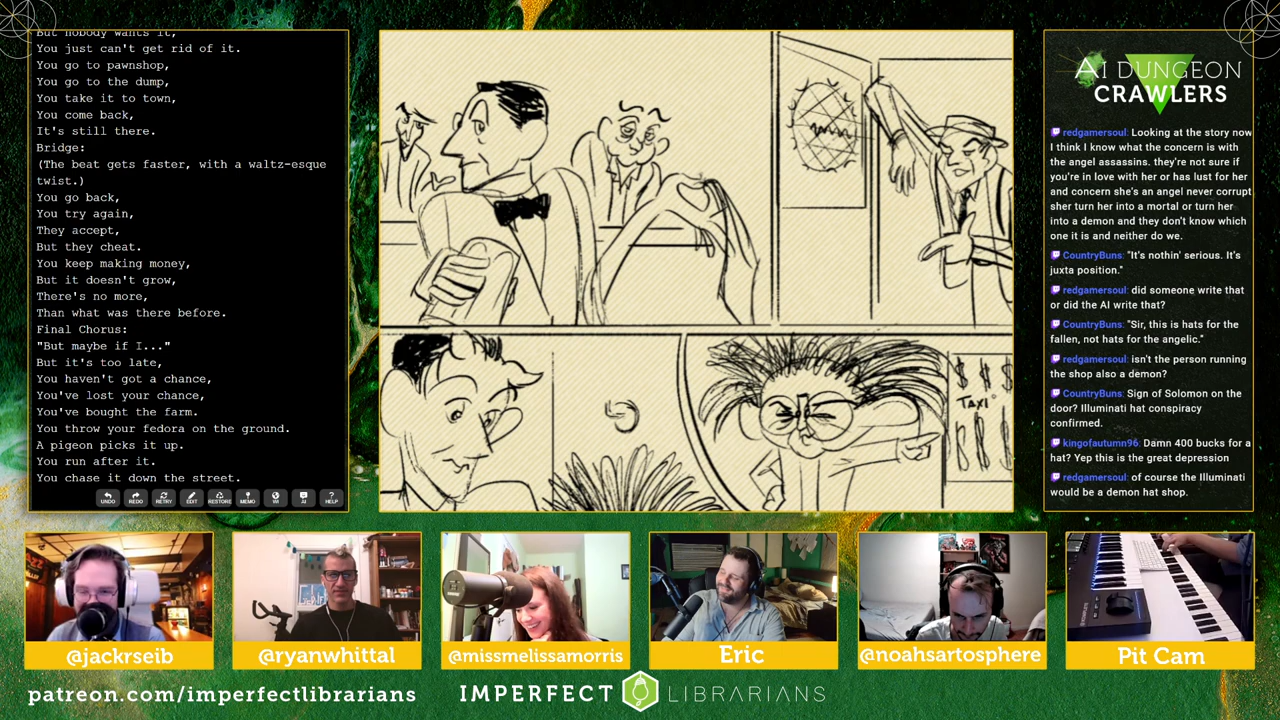 But nobody wants it,
You just can't get rid of it.
You go to pawnshop,
You go to the dump,
You take it to town,
You come back,
It's still there.
Bridge:
(The beat gets faster, with a waltz-esque
twist.)
You go back,
You try again,
They accept,
But they cheat.
You keep making money,
But it doesn't grow,
There's no more,
Than what was there before.
Final Chorus:
"But maybe if I..."
But it's too late,
You haven't got a chance,
You've lost your chance,
You've bought the farm.
You throw your fedora on the ground.
A pigeon picks it up.
You run after it.
You chase it down the street.
UNDO REDO RETRY EDIT RESTORE MEMO WI HELP
$ $ $
TAXI
$ $ $
AI DUNGEON
CRAWLERS
redgamersoul: Looking at the story now
I think I know what the concern is with
the angel assassins. they're not sure if
you're in love with her or has lust for her
and concern she's an angel never corrupt
sher turn her into a mortal or turn her
into a demon and they don't know which
one it is and neither do we.
CountryBuns: "It's nothin' serious. It's
juxta position."
redgamersoul: did someone write that
or did the AI write that?
CountryBuns: "Sir, this is hats for the
fallen, not hats for the angelic."
redgamersoul: isn't the person running
the shop also a demon?
CountryBuns: Sign of Solomon on the
door? Illuminati hat conspiracy
confirmed.
kingofautumn96: Damn 400 bucks for a
hat? Yep this is the great depression
redgamersoul: of course the Illuminati
would be a demon hat shop.
@jackrseib
@ryanwhittal
@missmelissamorris
Eric
@noahsartosphere
Pit Cam
patreon.com/imperfectlibrarians
IMPERFECT LIBRARIANS